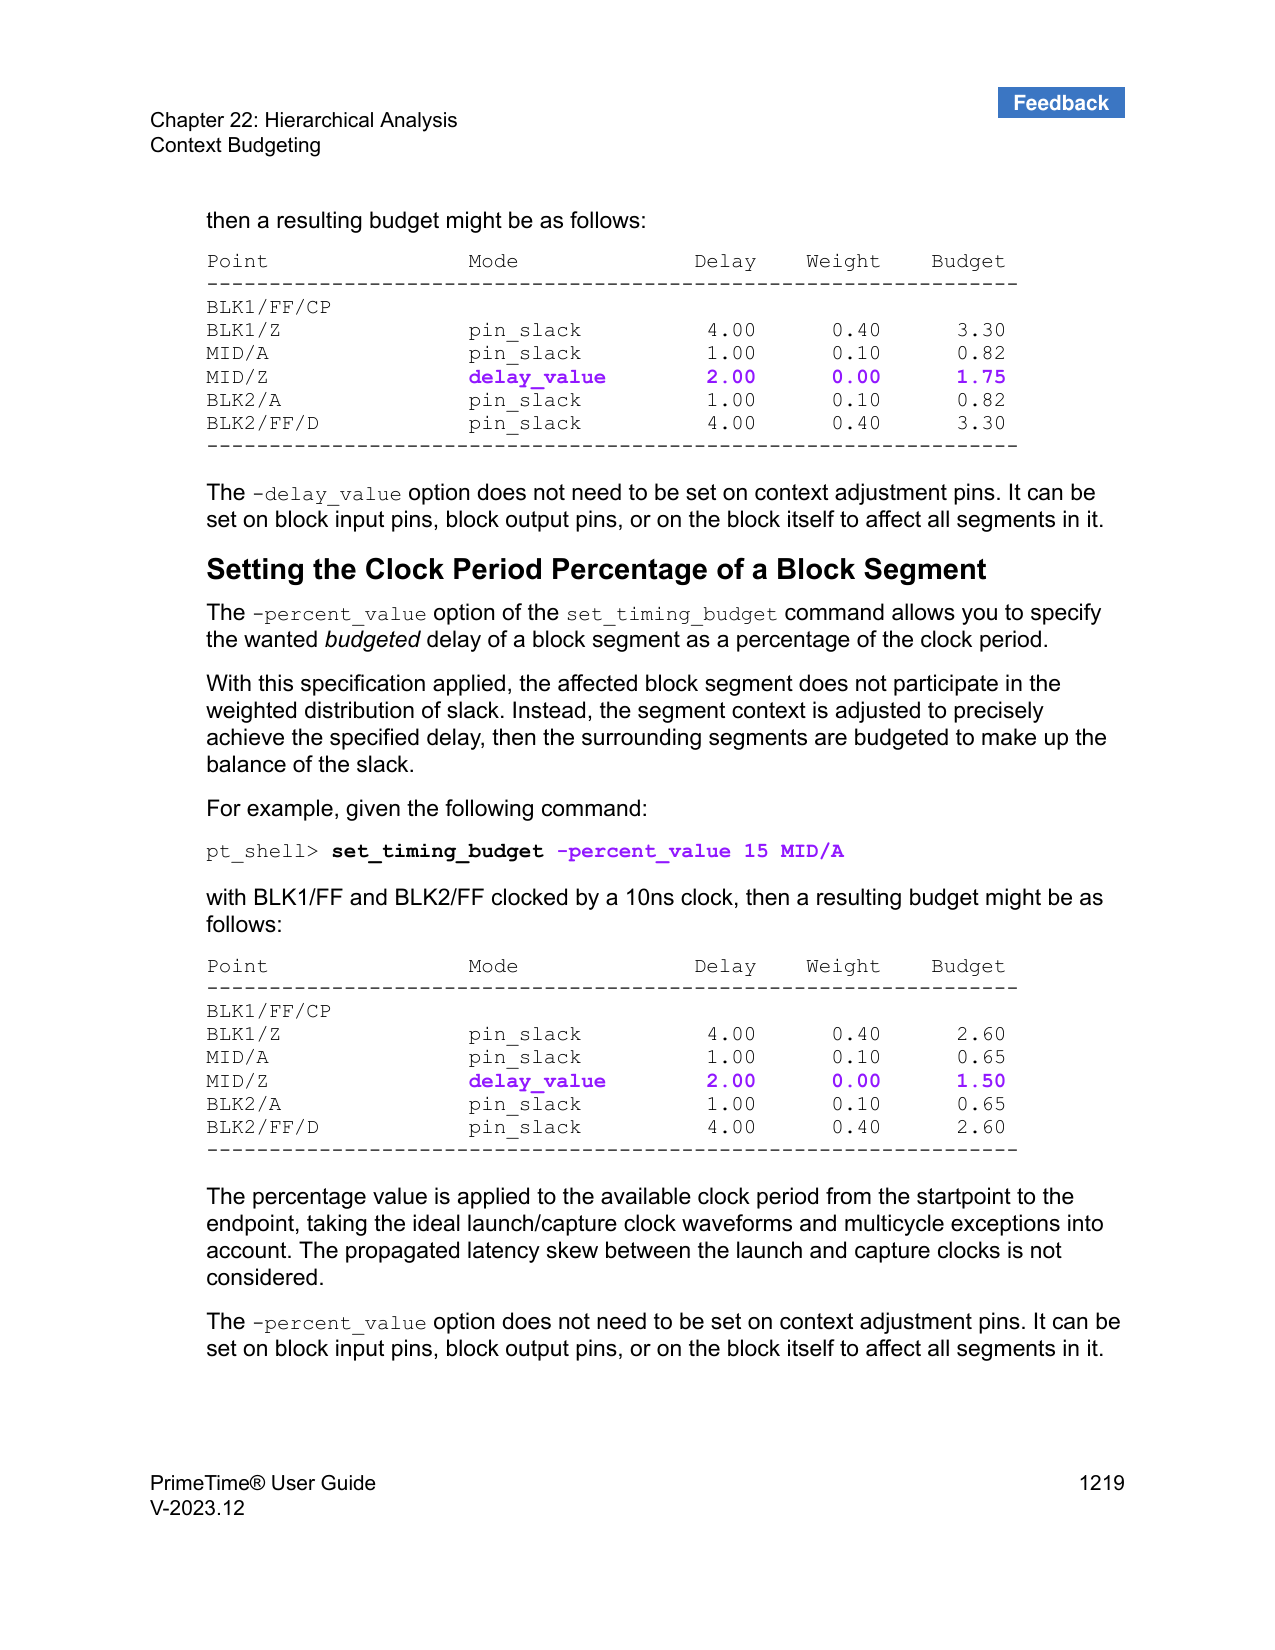 Feedback
Chapter 22: Hierarchical Analysis
Context Budgeting
then a resulting budget might be as follows:
Point                Mode              Delay    Weight    Budget
-----------------------------------------------------------------
BLK1/FF/CP
BLK1/Z               pin_slack          4.00      0.40      3.30
MID/A                pin_slack          1.00      0.10      0.82
MID/Z                delay_value        2.00      0.00      1.75
BLK2/A               pin_slack          1.00      0.10      0.82
BLK2/FF/D            pin_slack          4.00      0.40      3.30
-----------------------------------------------------------------
The -delay_value option does not need to be set on context adjustment pins. It can be
set on block input pins, block output pins, or on the block itself to affect all segments in it.
Setting the Clock Period Percentage of a Block Segment
The -percent_value option of the set_timing_budget command allows you to specify
the wanted budgeted delay of a block segment as a percentage of the clock period.
With this specification applied, the affected block segment does not participate in the
weighted distribution of slack. Instead, the segment context is adjusted to precisely
achieve the specified delay, then the surrounding segments are budgeted to make up the
balance of the slack.
For example, given the following command:
pt_shell> set_timing_budget -percent_value 15 MID/A
with BLK1/FF and BLK2/FF clocked by a 10ns clock, then a resulting budget might be as
follows:
Point                Mode              Delay    Weight    Budget
-----------------------------------------------------------------
BLK1/FF/CP
BLK1/Z               pin_slack          4.00      0.40      2.60
MID/A                pin_slack          1.00      0.10      0.65
MID/Z                delay_value        2.00      0.00      1.50
BLK2/A               pin_slack          1.00      0.10      0.65
BLK2/FF/D            pin_slack          4.00      0.40      2.60
-----------------------------------------------------------------
The percentage value is applied to the available clock period from the startpoint to the
endpoint, taking the ideal launch/capture clock waveforms and multicycle exceptions into
account. The propagated latency skew between the launch and capture clocks is not
considered.
The -percent_value option does not need to be set on context adjustment pins. It can be
set on block input pins, block output pins, or on the block itself to affect all segments in it.
PrimeTime® User Guide 1219
V-2023.12